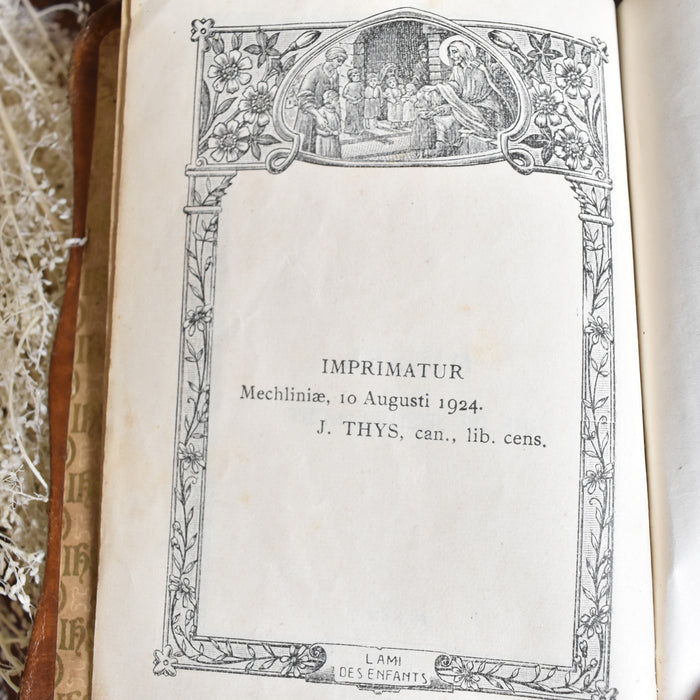 IMPRIMATUR
Mechliniæ, 10 Augusti 1924.
J. THYS, can., lib. cens.
L AMI
DES ENFANTS